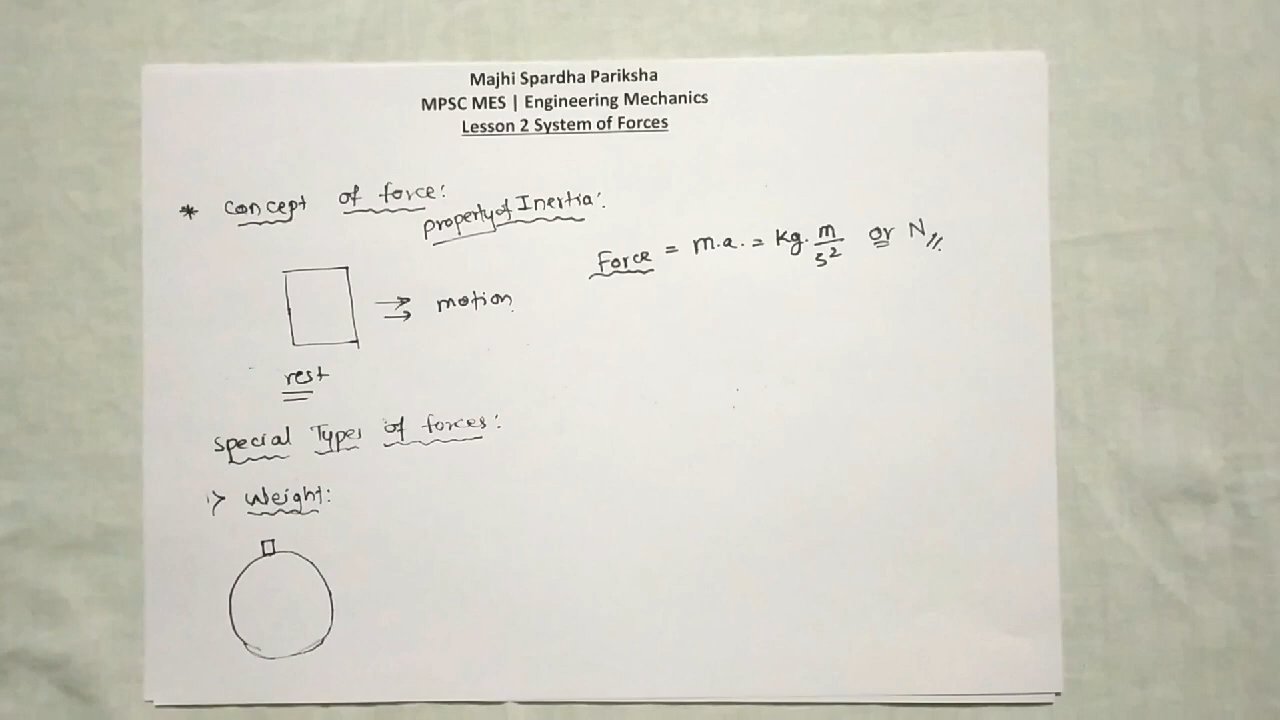 Majhi Spardha Pariksha
MPSC MES | Engineering Mechanics
Lesson 2 System of Forces
* Concept of force:
property of Inertia:
Force = m.a. = kg. m/s² or N
motion
rest
Special Types of forces:
1> Weight: